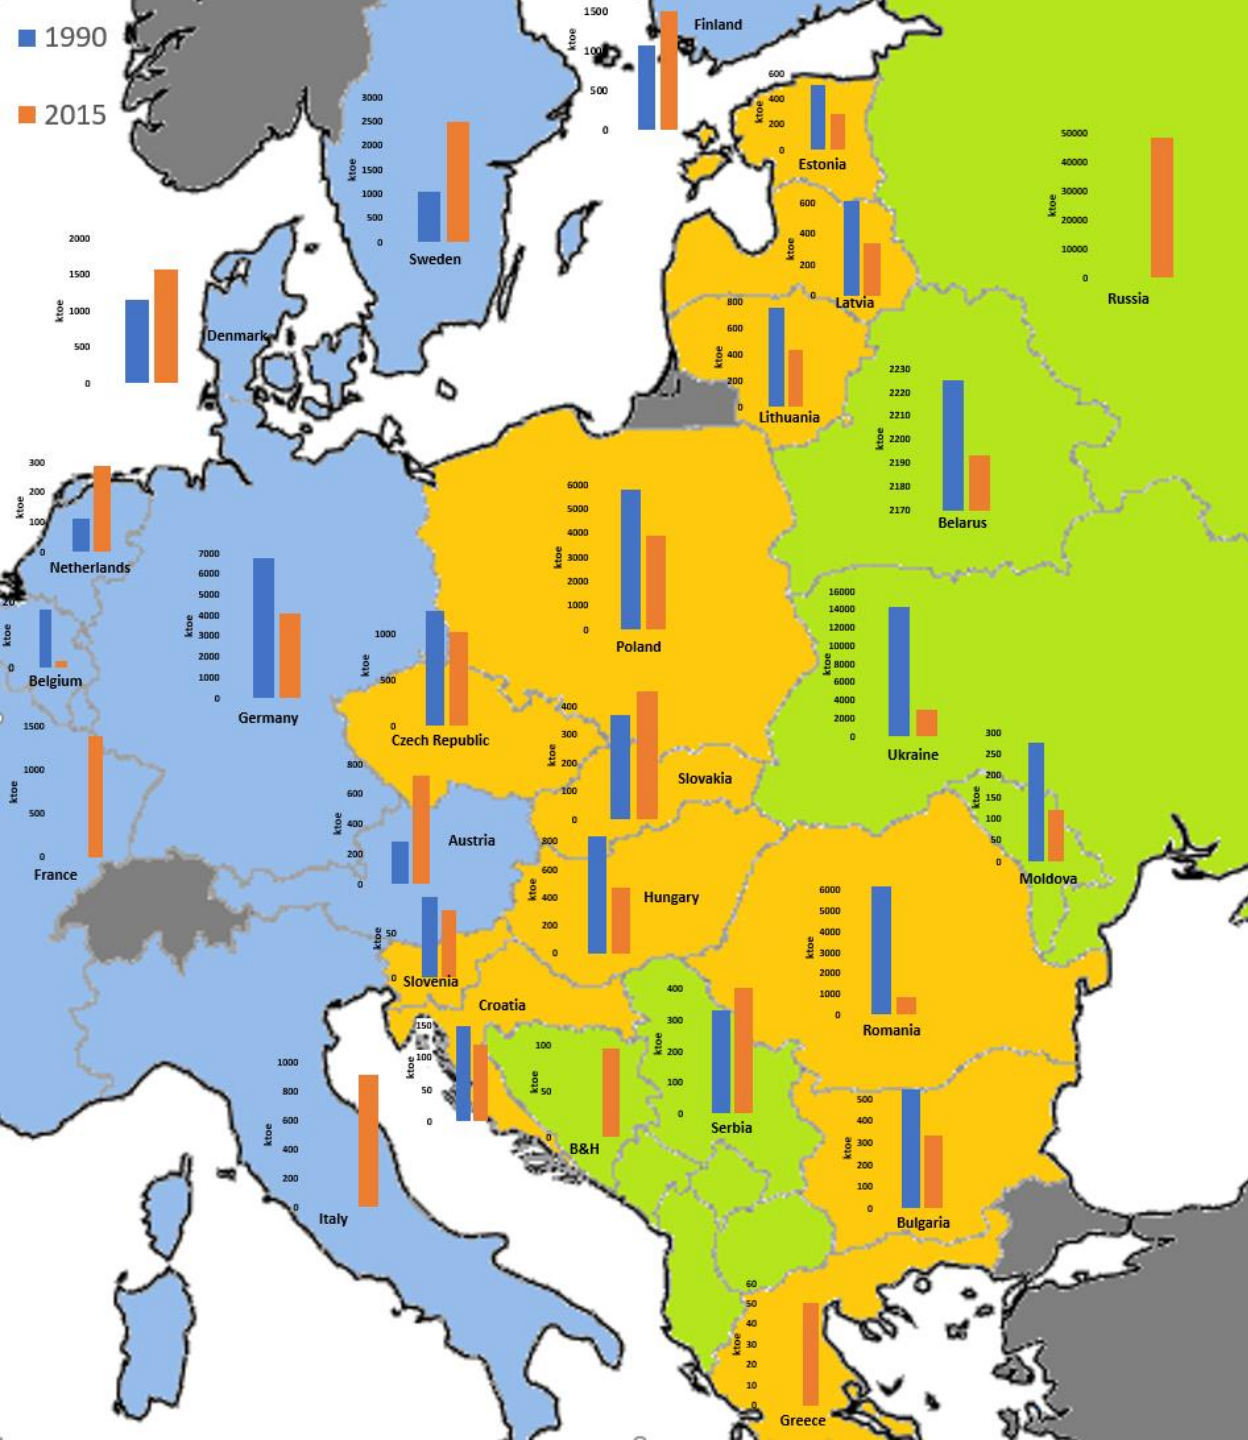 1990
2015
ktoe
1500
1000
500
0
Finland
ktoe
600
400
200
0
Estonia
ktoe
3000
2500
2000
1500
1000
500
0
Sweden
ktoe
50000
40000
30000
20000
10000
0
Russia
ktoe
600
400
200
0
Latvia
ktoe
2000
1500
1000
500
0
Denmark
ktoe
800
600
400
200
0
Lithuania
ktoe
2230
2220
2210
2200
2190
2180
2170
Belarus
ktoe
300
200
100
0
Netherlands
ktoe
6000
5000
4000
3000
2000
1000
0
Poland
ktoe
7000
6000
5000
4000
3000
2000
1000
0
Germany
ktoe
20
0
Belgium
ktoe
1000
500
0
Czech Republic
ktoe
16000
14000
12000
10000
8000
6000
4000
2000
0
Ukraine
ktoe
400
300
200
100
0
Slovakia
ktoe
300
250
200
150
100
50
0
Moldova
ktoe
1500
1000
500
0
France
ktoe
800
600
400
200
0
Austria
ktoe
800
600
400
200
0
Hungary
ktoe
6000
5000
4000
3000
2000
1000
0
Romania
ktoe
50
0
Slovenia
Croatia
ktoe
150
100
50
0
ktoe
100
50
0
B&H
ktoe
400
300
200
100
0
Serbia
ktoe
1000
800
600
400
200
0
Italy
ktoe
500
400
300
200
100
0
Bulgaria
ktoe
60
50
40
30
20
10
0
Greece